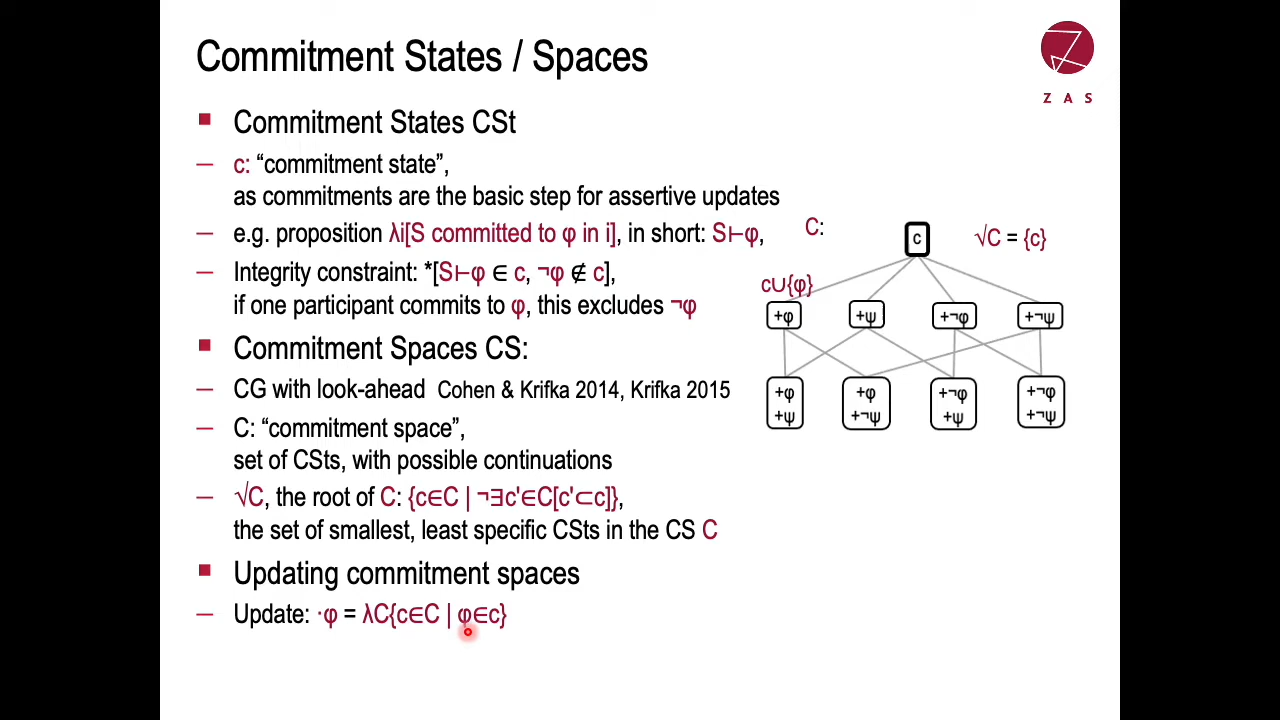 Commitment States / Spaces
Z A S
Commitment States CSt
– c: “commitment state”,
as commitments are the basic step for assertive updates
– e.g. proposition λi[S committed to φ in i], in short: S⊢φ,
– Integrity constraint: *[S⊢φ ∈ c, ¬φ ∉ c],
if one participant commits to φ, this excludes ¬φ
Commitment Spaces CS:
– CG with look-ahead Cohen & Krifka 2014, Krifka 2015
– C: “commitment space”,
set of CSts, with possible continuations
– √C, the root of C: {c∈C | ¬∃c'∈C[c'⊂c]},
the set of smallest, least specific CSts in the CS C
Updating commitment spaces
– Update: ·φ = λC{c∈C | φ∈c}
C:
c
√C = {c}
c∪{φ}
+φ
+ψ
+¬φ
+¬ψ
+φ
+ψ
+φ
+¬ψ
+¬φ
+ψ
+¬φ
+¬ψ